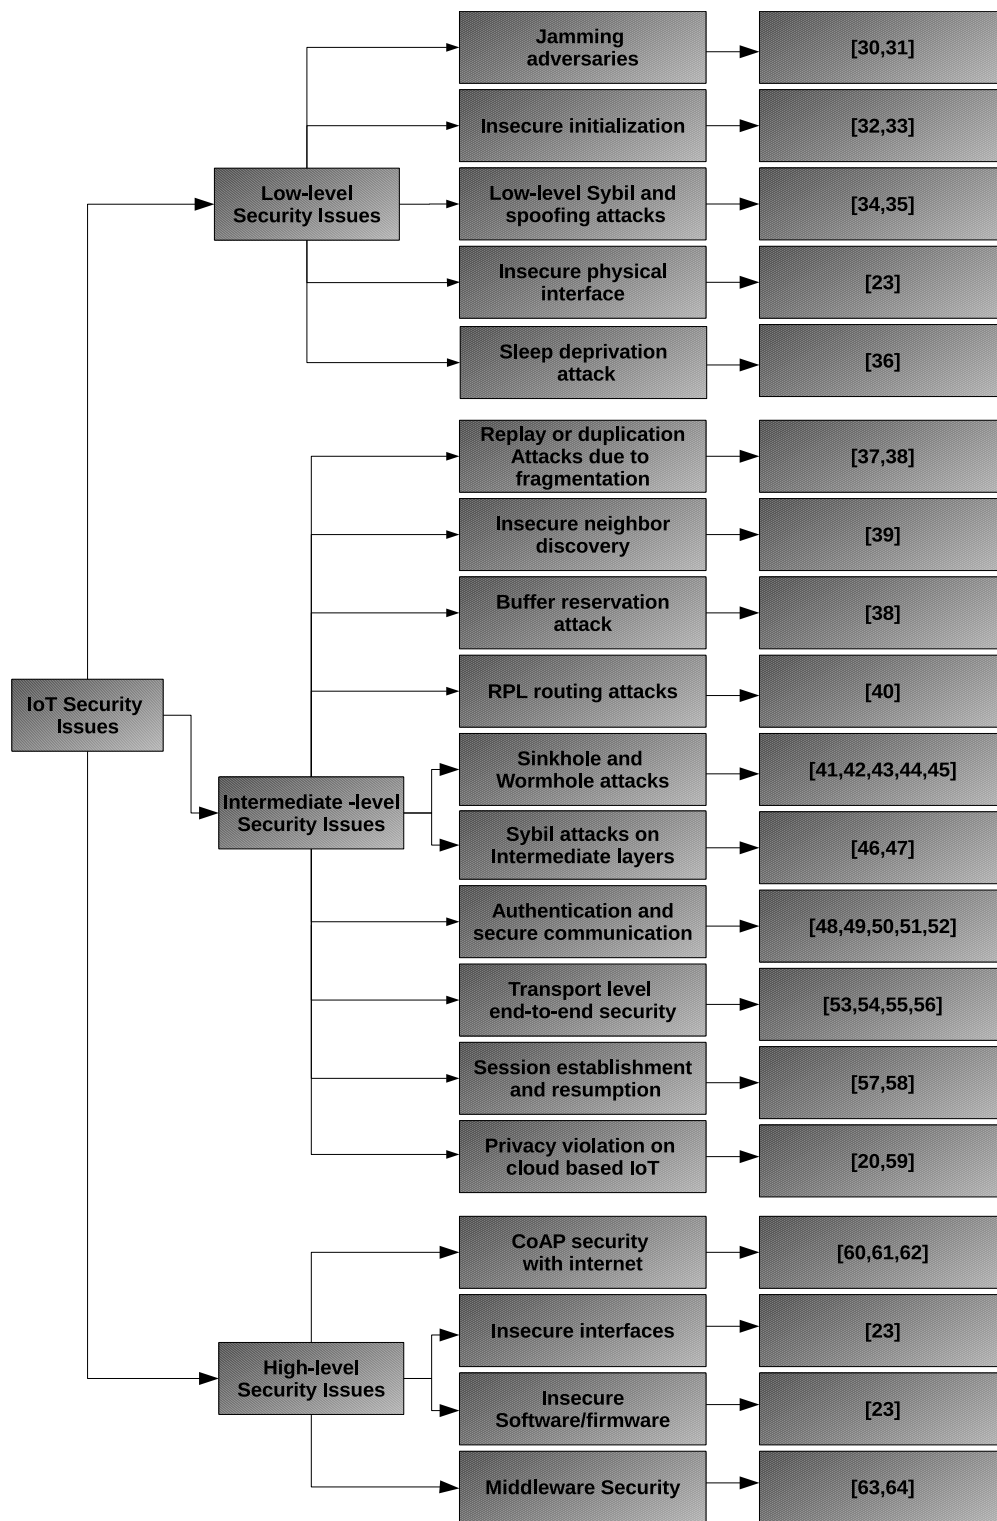 Jamming
adversaries
[30,31]
Insecure initialization
[32,33]
Low-level
Security Issues
Low-level Sybil and
spoofing attacks
[34,35]
Insecure physical
interface
[23]
Sleep deprivation
attack
[36]
Replay or duplication
Attacks due to
fragmentation
[37,38]
Insecure neighbor
discovery
[39]
Buffer reservation
attack
[38]
IoT Security
Issues
RPL routing attacks
[40]
Intermediate -level
Security Issues
Sinkhole and
Wormhole attacks
[41,42,43,44,45]
Sybil attacks on
Intermediate layers
[46,47]
Authentication and
secure communication
[48,49,50,51,52]
Transport level
end-to-end security
[53,54,55,56]
Session establishment
and resumption
[57,58]
Privacy violation on
cloud based IoT
[20,59]
CoAP security
with internet
[60,61,62]
High-level
Security Issues
Insecure interfaces
[23]
Insecure
Software/firmware
[23]
Middleware Security
[63,64]